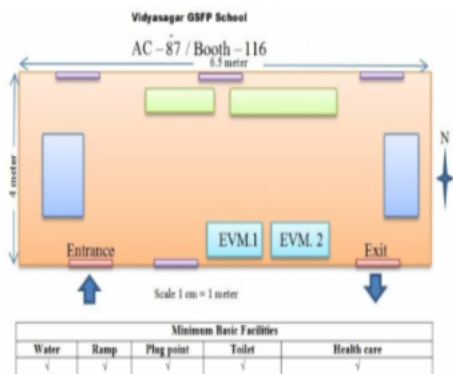 Vidyasagar GSFP School
AC – 87 / Booth – 116
6.5 meter
4 meter
N
EVM.1 EVM. 2
Entrance Exit
Scale 1 cm = 1 meter
Minimum Basic Facilities
Water Ramp Plug point Toilet Health care
√ √ √ √ √